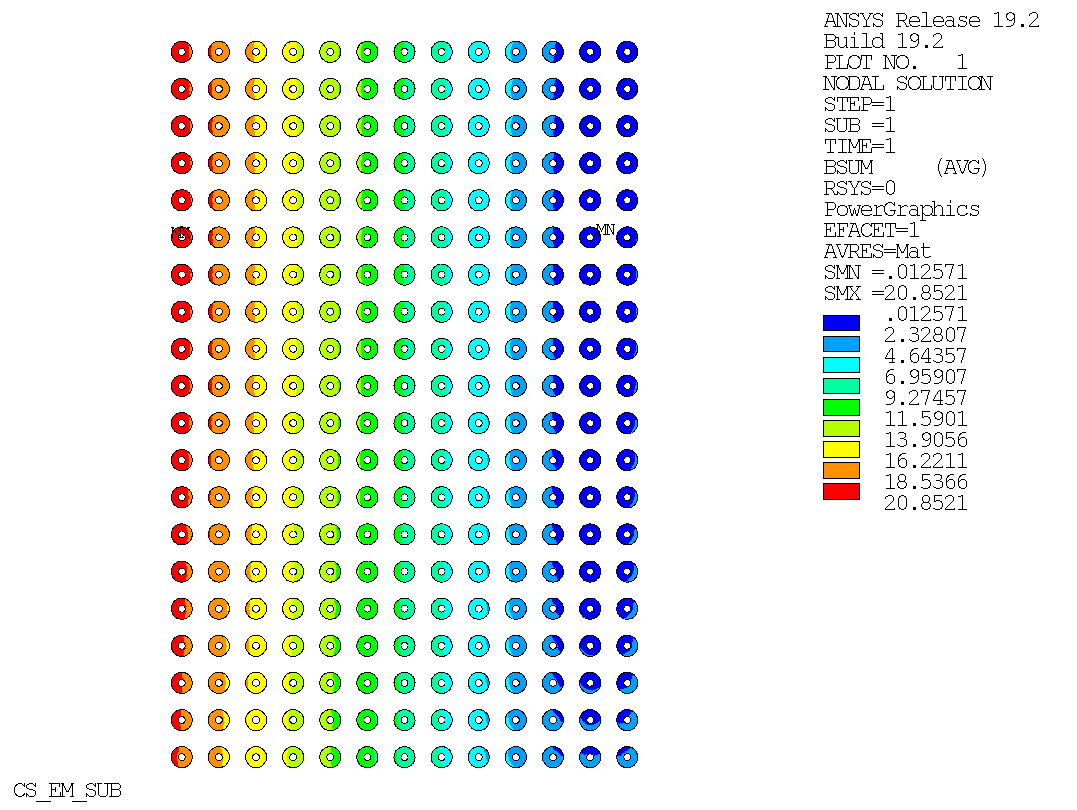 ANSYS Release 19.2
Build 19.2
PLOT NO.   1
NODAL SOLUTION
STEP=1
SUB =1
TIME=1
BSUM     (AVG)
RSYS=0
PowerGraphics
EFACET=1
AVRES=Mat
SMN =.012571
SMX =20.8521
.012571
2.32807
4.64357
6.95907
9.27457
11.5901
13.9056
16.2211
18.5366
20.8521
MX
MN
CS_EM_SUB